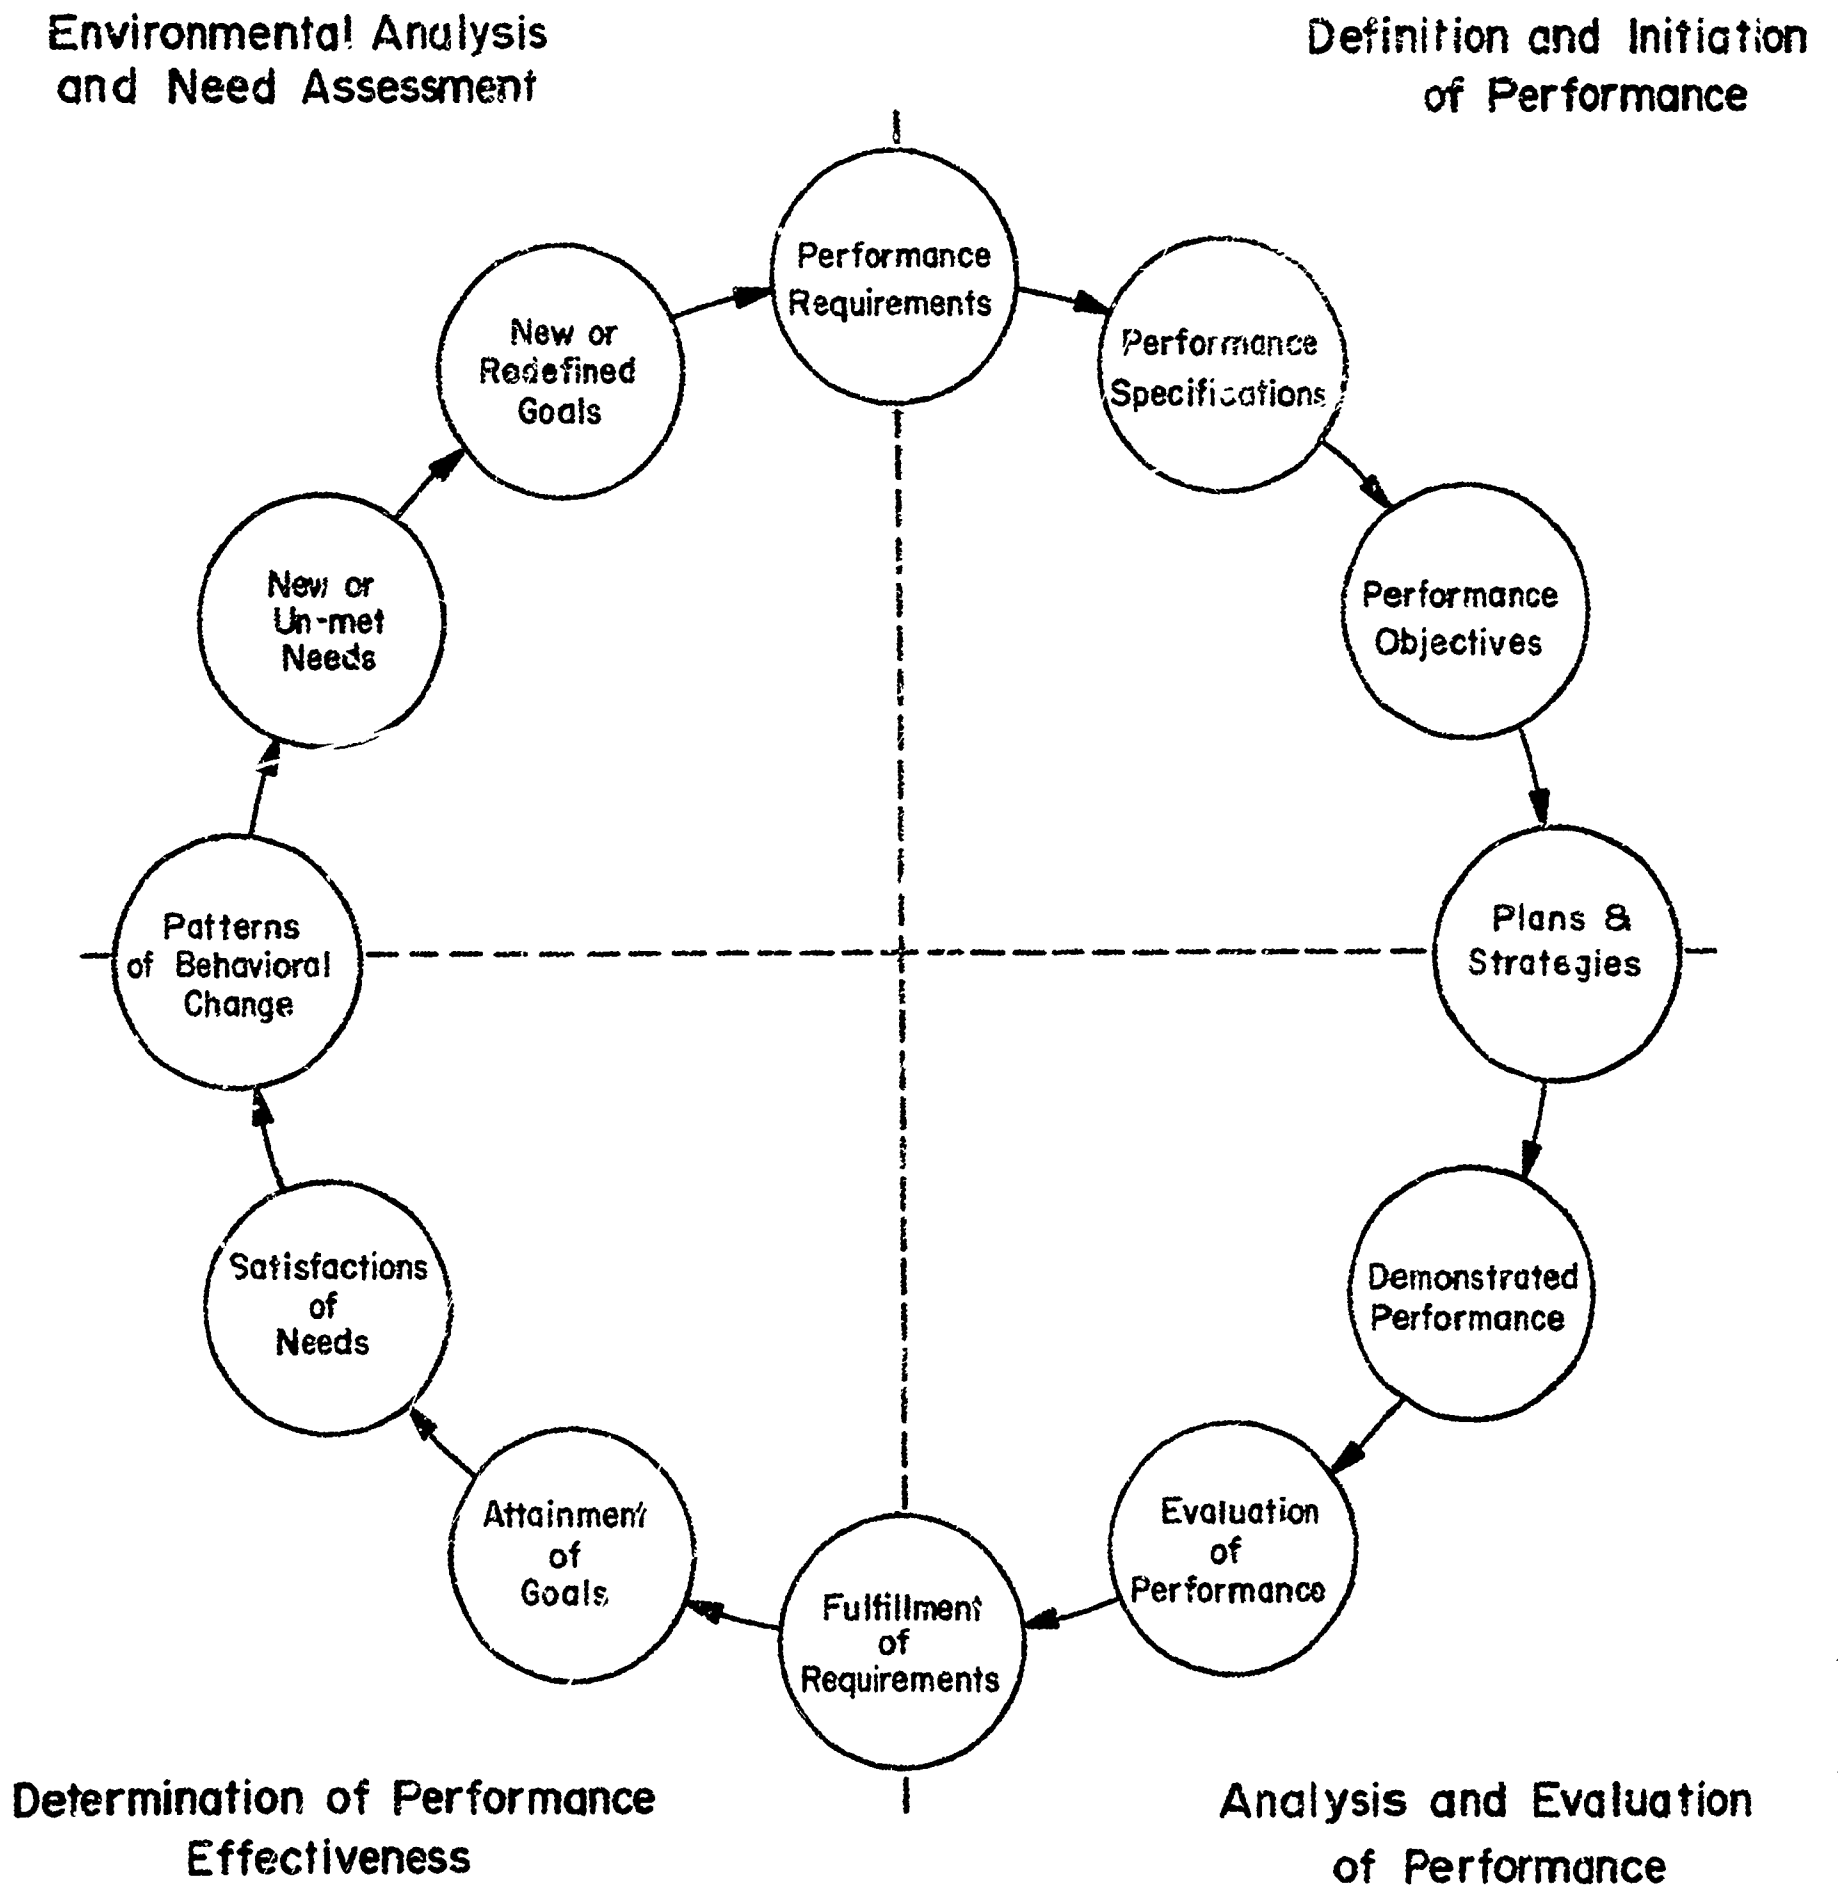 Environmental Analysis
and Need Assessment
Definition and Initiation
of Performance
Performance
Requirements
Performance
Specifications
Performance
Objectives
Plans &
Strategies
Demonstrated
Performance
Evaluation
of
Performance
Fulfillment
of
Requirements
Attainment
of
Goals
Satisfactions
of
Needs
Patterns
of Behavioral
Change
New or
Un-met
Needs
New or
Redefined
Goals
Determination of Performance
Effectiveness
Analysis and Evaluation
of Performance